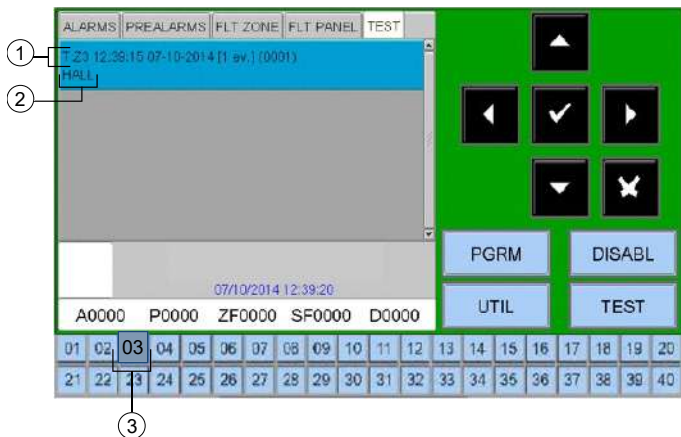 ALARMS PREALARMS FLT ZONE FLT PANEL TEST
1
T.Z3 12:39:15 07-10-2014 [1 ev.] (0001)
2
HALL
PGRM DISABL
07/10/2014 12:39:20
UTIL TEST
A0000 P0000 ZF0000 SF0000 D0000
01 02 03 04 05 06 07 08 09 10 11 12 13 14 15 16 17 18 19 20
21 22 23 24 25 26 27 28 29 30 31 32 33 34 35 36 37 38 39 40
3